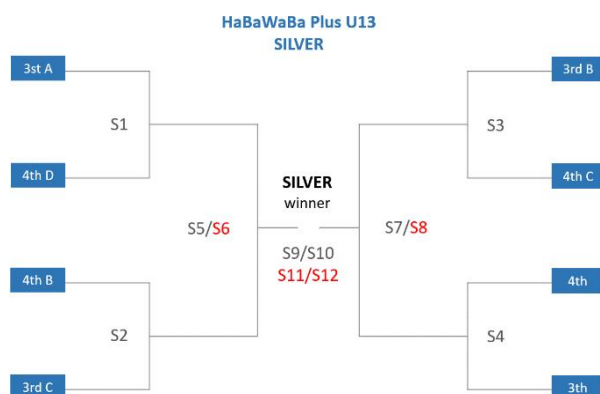 HaBaWaBa Plus U13
SILVER
3st A
3rd B
S1
S3
4th D
4th C
SILVER
winner
S5/S6
S7/S8
S9/S10
S11/S12
4th B
4th
S2
S4
3rd C
3th